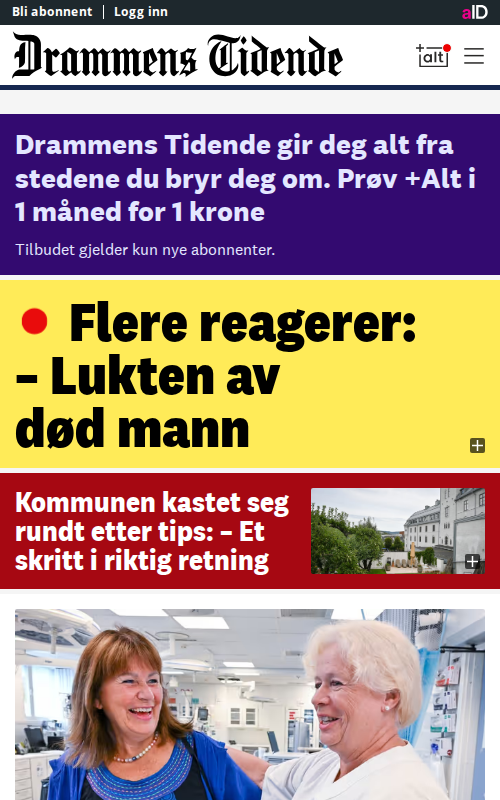 Bli abonnent | Logg inn
aID
Drammens Tidende
+alt
Drammens Tidende gir deg alt fra
stedene du bryr deg om. Prøv +Alt i
1 måned for 1 krone
Tilbudet gjelder kun nye abonnenter.
Flere reagerer:
– Lukten av
død mann
Kommunen kastet seg
rundt etter tips: – Et
skritt i riktig retning